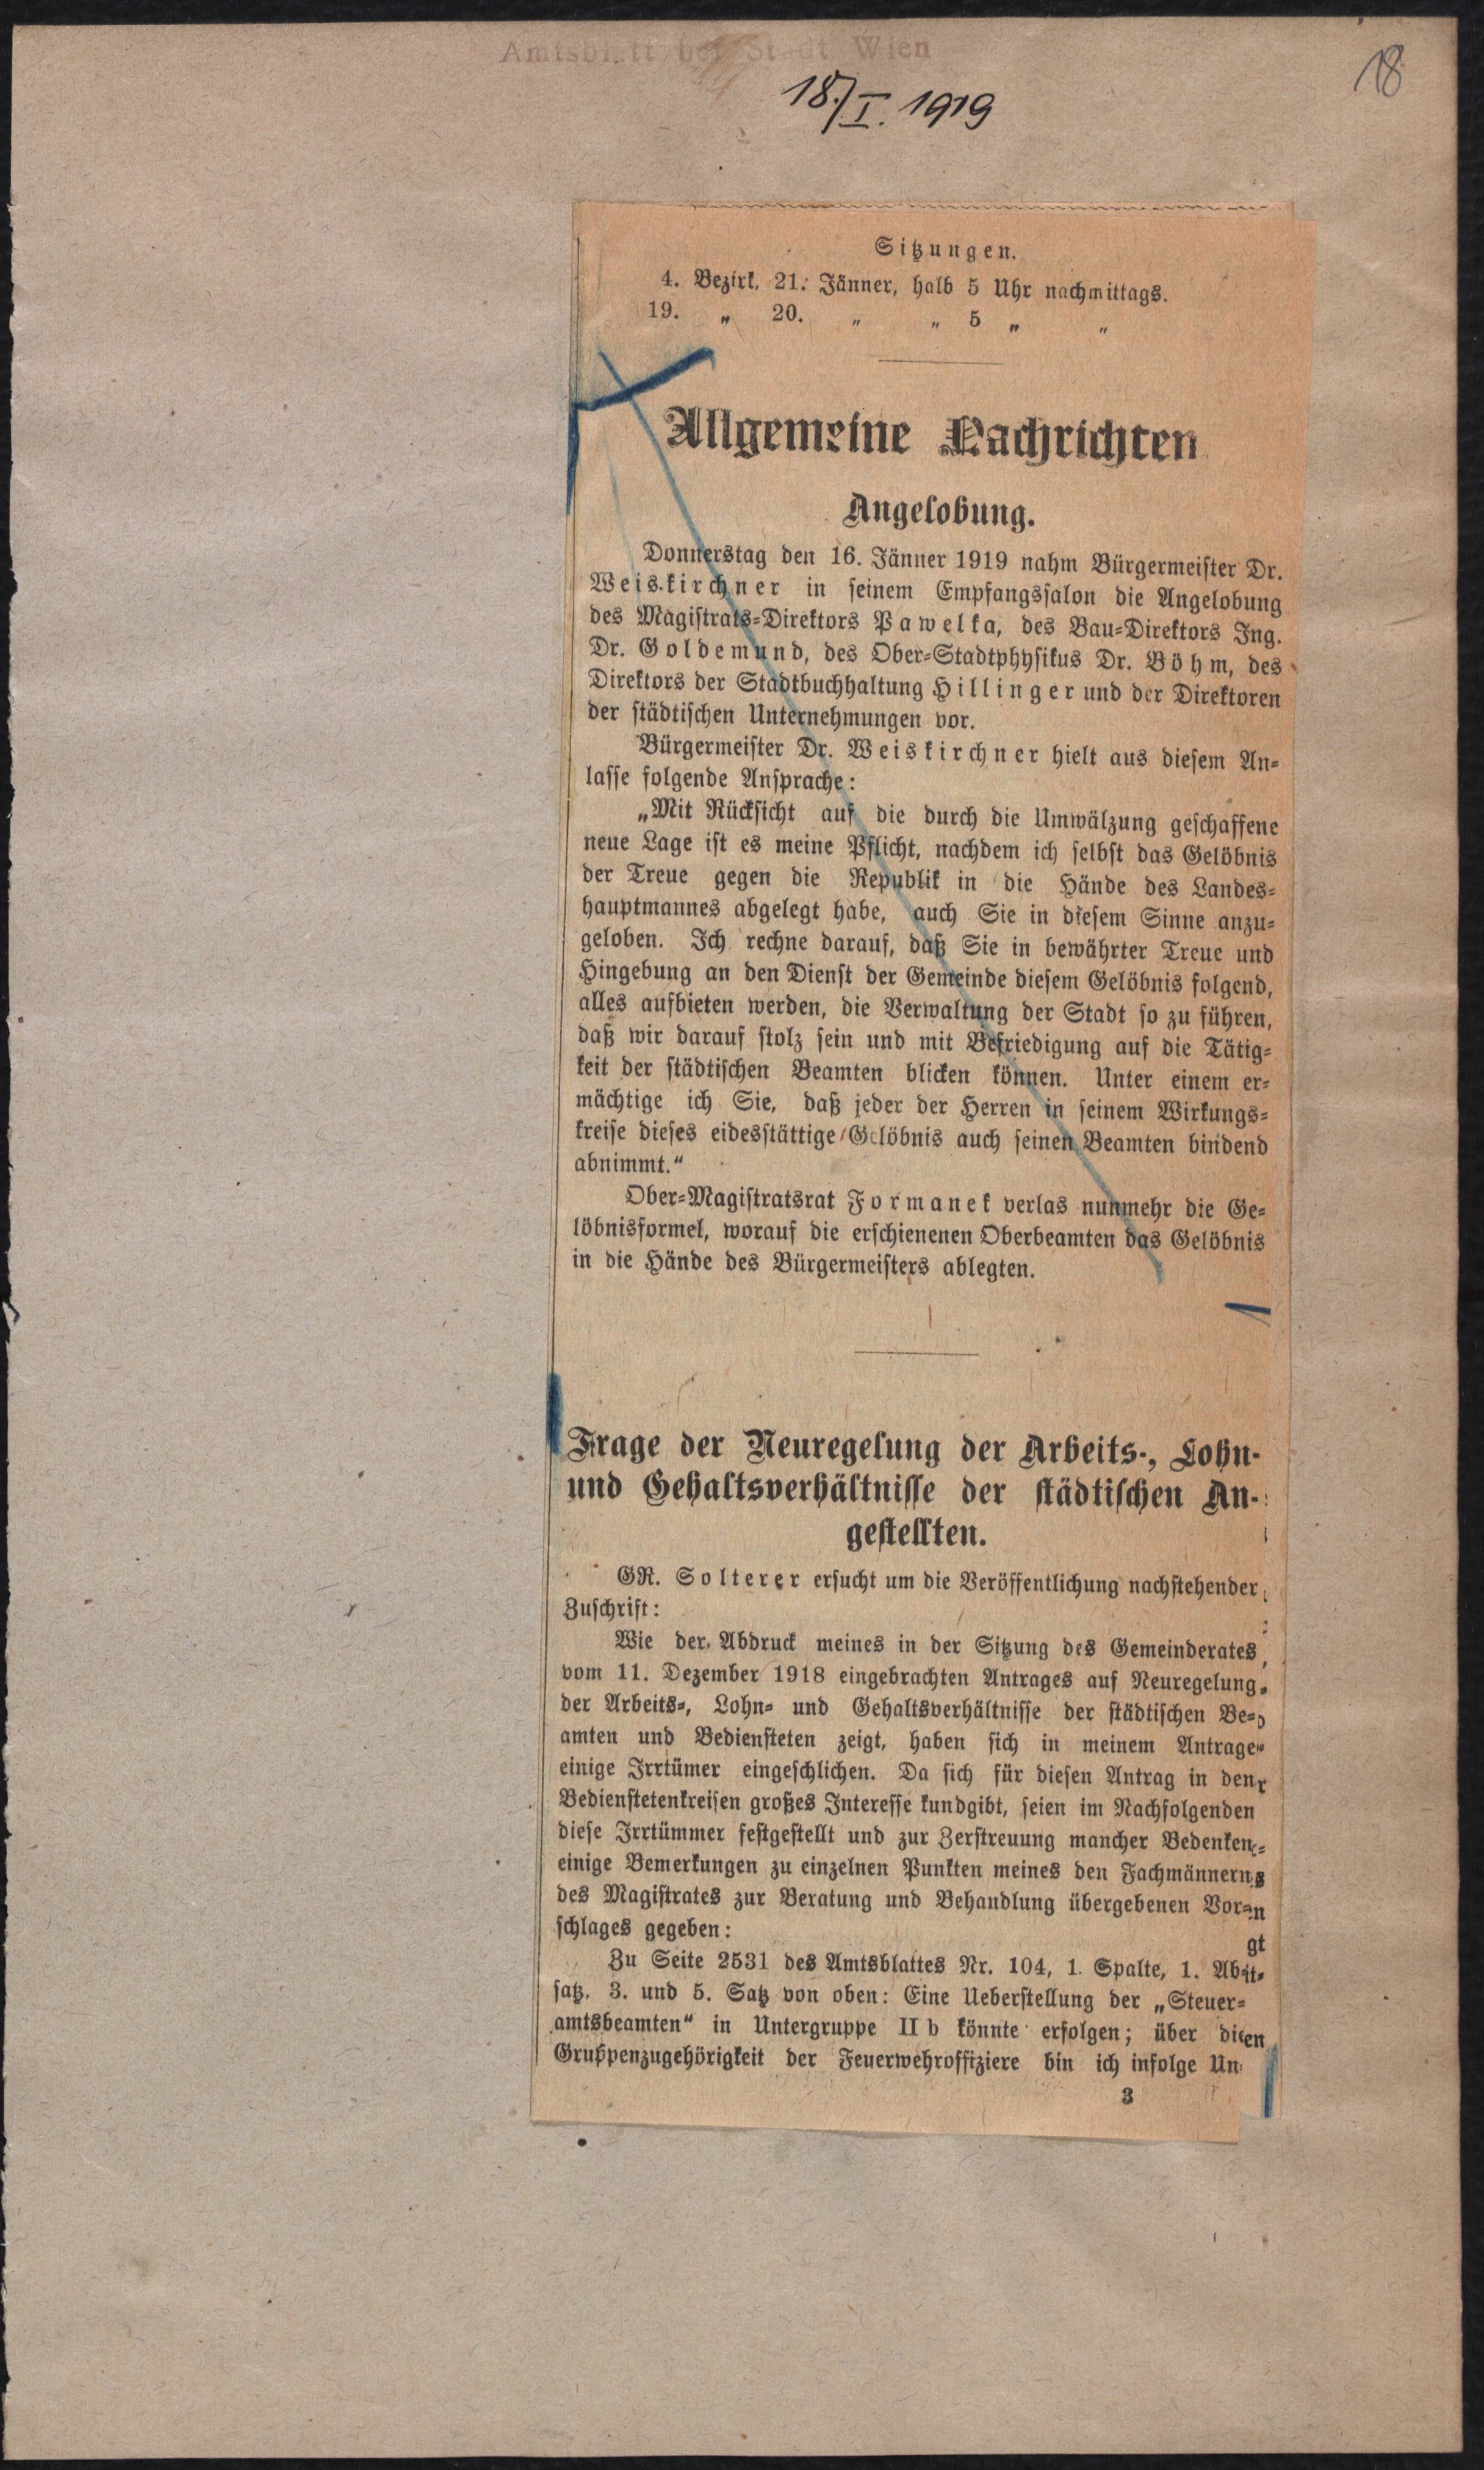 Amtsblatt der Stadt Wien
18./I. 1919
18
Sitzungen.
4. Bezirk, 21. Jänner, halb 5 Uhr nachmittags.
19. „ 20. „ „ 5 „ „
Allgemeine Nachrichten
Angelobung.
Donnerstag den 16. Jänner 1919 nahm Bürgermeister Dr.
Weiskirchner in seinem Empfangssalon die Angelobung
des Magistrats-Direktors Pawelka, des Bau-Direktors Ing.
Dr. Goldemund, des Ober-Stadtphysikus Dr. Böhm, des
Direktors der Stadtbuchhaltung Hillinger und der Direktoren
der städtischen Unternehmungen vor.
Bürgermeister Dr. Weiskirchner hielt aus diesem An-
lasse folgende Ansprache:
„Mit Rücksicht auf die durch die Umwälzung geschaffene
neue Lage ist es meine Pflicht, nachdem ich selbst das Gelöbnis
der Treue gegen die Republik in die Hände des Landes-
hauptmannes abgelegt habe, auch Sie in diesem Sinne anzu-
geloben. Ich rechne darauf, daß Sie in bewährter Treue und
Hingebung an den Dienst der Gemeinde diesem Gelöbnis folgend,
alles aufbieten werden, die Verwaltung der Stadt so zu führen,
daß wir darauf stolz sein und mit Befriedigung auf die Tätig-
keit der städtischen Beamten blicken können. Unter einem er-
mächtige ich Sie, daß jeder der Herren in seinem Wirkungs-
kreise dieses eidesstättige Gelöbnis auch seinen Beamten bindend
abnimmt."
Ober-Magistratsrat Formanek verlas nunmehr die Ge-
löbnisformel, worauf die erschienenen Oberbeamten das Gelöbnis
in die Hände des Bürgermeisters ablegten.
Frage der Neuregelung der Arbeits-, Lohn-
und Gehaltsverhältnisse der städtischen An-
gestellten.
GR. Solterer ersucht um die Veröffentlichung nachstehender
Zuschrift:
Wie der Abdruck meines in der Sitzung des Gemeinderates
vom 11. Dezember 1918 eingebrachten Antrages auf Neuregelung
der Arbeits-, Lohn- und Gehaltsverhältnisse der städtischen Be-
amten und Bediensteten zeigt, haben sich in meinem Antrage
einige Irrtümer eingeschlichen. Da sich für diesen Antrag in den
Bedienstetenkreisen großes Interesse kundgibt, seien im Nachfolgenden
diese Irrtümmer festgestellt und zur Zerstreuung mancher Bedenken
einige Bemerkungen zu einzelnen Punkten meines den Fachmännern
des Magistrates zur Beratung und Behandlung übergebenen Vor-
schlages gegeben:
Zu Seite 2531 des Amtsblattes Nr. 104, 1. Spalte, 1. Ab-
satz, 3. und 5. Satz von oben: Eine Ueberstellung der „Steuer-
amtsbeamten" in Untergruppe II b könnte erfolgen; über die
Gruppenzugehörigkeit der Feuerwehroffiziere bin ich infolge Un-
3